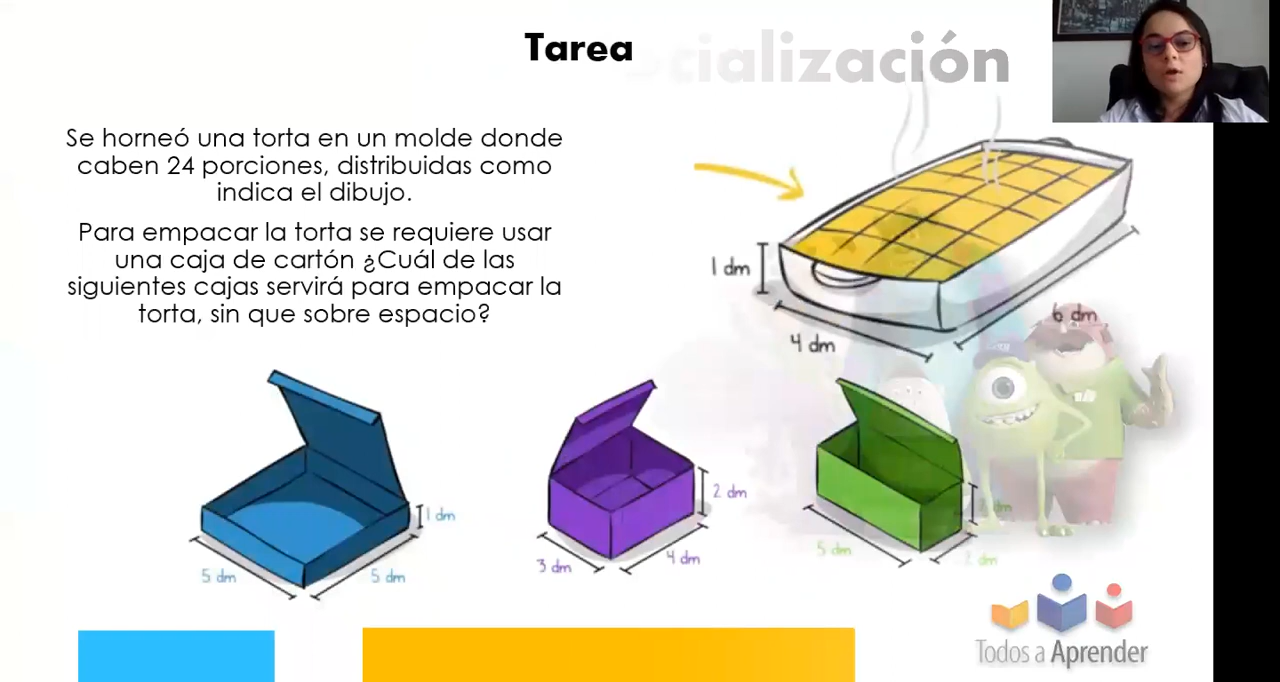 Tarea
cialización
Se horneó una torta en un molde donde
caben 24 porciones, distribuidas como
indica el dibujo.
Para empacar la torta se requiere usar
una caja de cartón ¿Cuál de las
siguientes cajas servirá para empacar la
torta, sin que sobre espacio?
1 dm
4 dm
6 dm
1 dm
5 dm
5 dm
2 dm
3 dm
4 dm
dm
5 dm
dm
Todos a Aprender